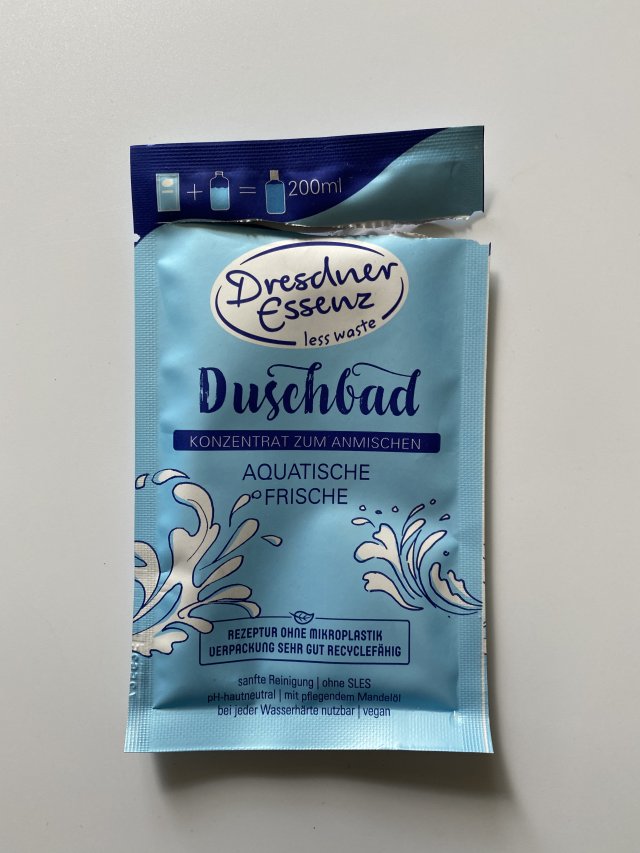 + = 200ml
Dresdner
Essenz
less waste
Duschbad
KONZENTRAT ZUM ANMISCHEN
AQUATISCHE
FRISCHE
REZEPTUR OHNE MIKROPLASTIK
VERPACKUNG SEHR GUT RECYCLEFÄHIG
sanfte Reinigung | ohne SLES
pH-hautneutral | mit pflegendem Mandelöl
bei jeder Wasserhärte nutzbar | vegan